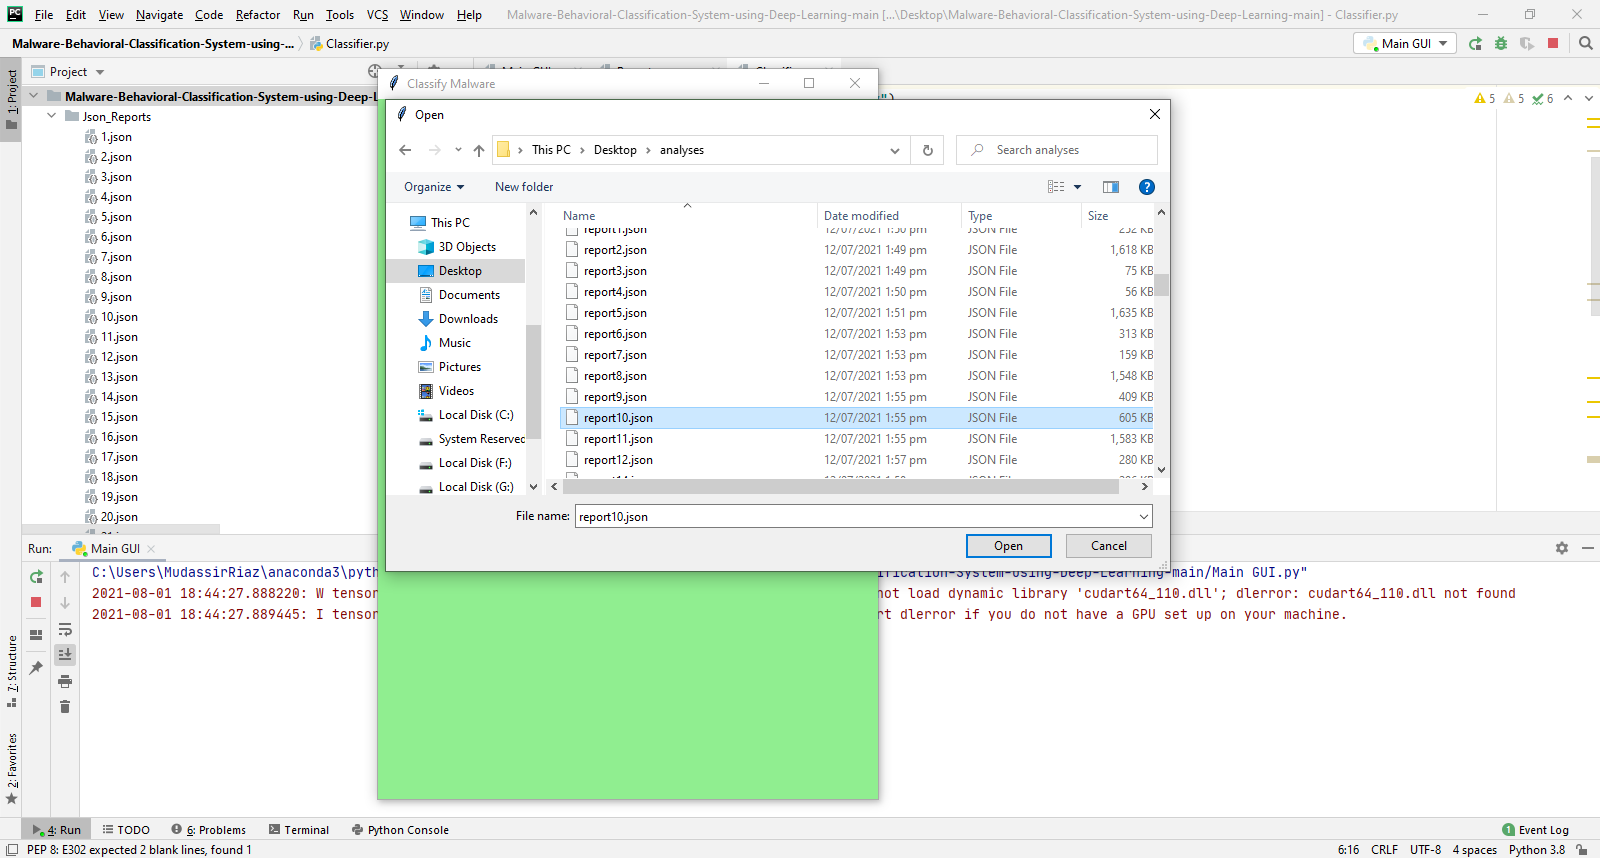 PC File Edit View Navigate Code Refactor Run Tools VCS Window Help Malware-Behavioral-Classification-System-using-Deep-Learning-main [...\Desktop\Malware-Behavioral-Classification-System-using-Deep-Learning-main] - Classifier.py
Malware-Behavioral-Classification-System-using-... Classifier.py Main GUI
Project
1: Project
Malware-Behavioral-Classification-System-using-Deep-L
5 5 6
Json_Reports
1.json
2.json
3.json
4.json
5.json
6.json
7.json
8.json
9.json
10.json
11.json
12.json
13.json
14.json
15.json
16.json
17.json
18.json
19.json
20.json
Classify Malware
Open
This PC Desktop analyses
Search analyses
Organize New folder
This PC
3D Objects
Desktop
Documents
Downloads
Music
Pictures
Videos
Local Disk (C:)
System Reserved
Local Disk (F:)
Local Disk (G:)
Name Date modified Type Size
report1.json 12/07/2021 1:50 pm JSON File 252 KB
report2.json 12/07/2021 1:49 pm JSON File 1,618 KB
report3.json 12/07/2021 1:49 pm JSON File 75 KB
report4.json 12/07/2021 1:50 pm JSON File 56 KB
report5.json 12/07/2021 1:51 pm JSON File 1,635 KB
report6.json 12/07/2021 1:53 pm JSON File 313 KB
report7.json 12/07/2021 1:53 pm JSON File 159 KB
report8.json 12/07/2021 1:53 pm JSON File 1,548 KB
report9.json 12/07/2021 1:55 pm JSON File 409 KB
report10.json 12/07/2021 1:55 pm JSON File 605 KB
report11.json 12/07/2021 1:55 pm JSON File 1,583 KB
report12.json 12/07/2021 1:57 pm JSON File 280 KB
File name: report10.json
Open Cancel
Run: Main GUI
C:\Users\MudassirRiaz\anaconda3\pyth ification-System-using-Deep-Learning-main/Main GUI.py"
2021-08-01 18:44:27.888220: W tensor not load dynamic library 'cudart64_110.dll'; dlerror: cudart64_110.dll not found
2021-08-01 18:44:27.889445: I tensor rt dlerror if you do not have a GPU set up on your machine.
7: Structure
2: Favorites
4: Run TODO 6: Problems Terminal Python Console 1 Event Log
PEP 8: E302 expected 2 blank lines, found 1 6:16 CRLF UTF-8 4 spaces Python 3.8